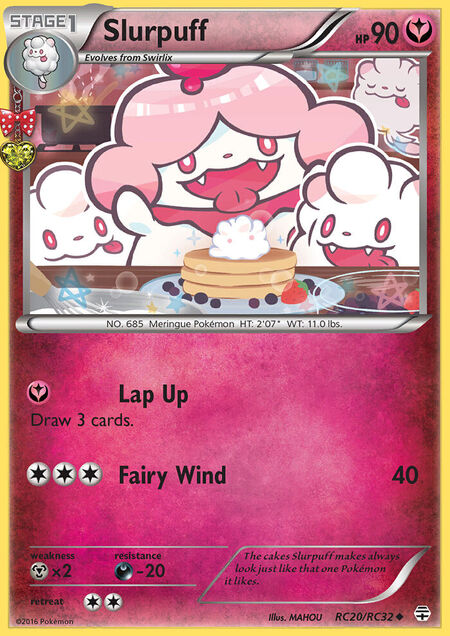 STAGE1
Slurpuff
HP 90
Evolves from Swirlix
NO. 685 Meringue Pokémon HT: 2'07" WT: 11.0 lbs.
Lap Up
Draw 3 cards.
Fairy Wind 40
weakness resistance
x2 -20
retreat
The cakes Slurpuff makes always
look just like that one Pokémon
it likes.
©2016 Pokémon
Illus. MAHOU RC20/RC32